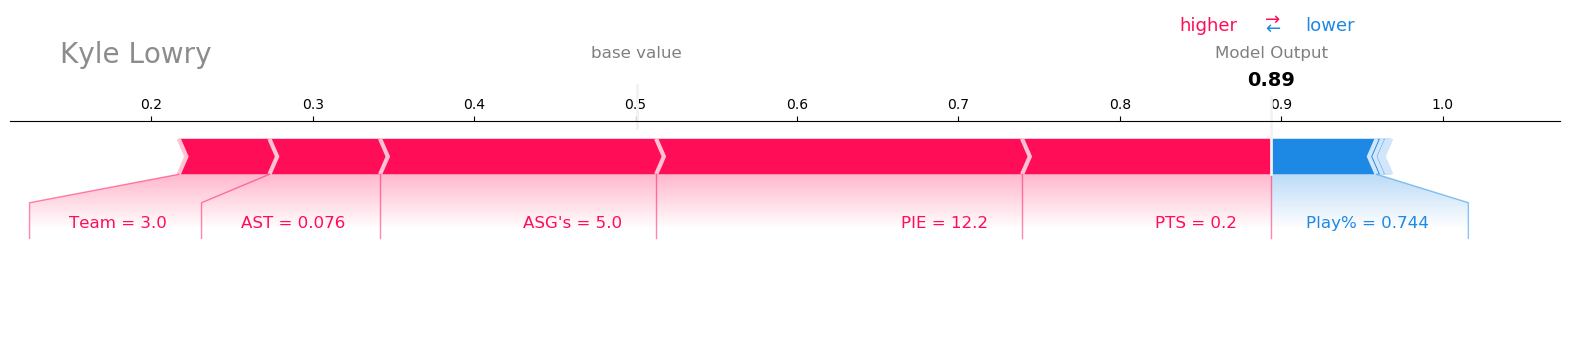 higher ⇄ lower
Kyle Lowry
base value
Model Output
0.89
0.2 0.3 0.4 0.5 0.6 0.7 0.8 0.9 1.0
Team = 3.0 AST = 0.076 ASG's = 5.0 PIE = 12.2 PTS = 0.2 Play% = 0.744